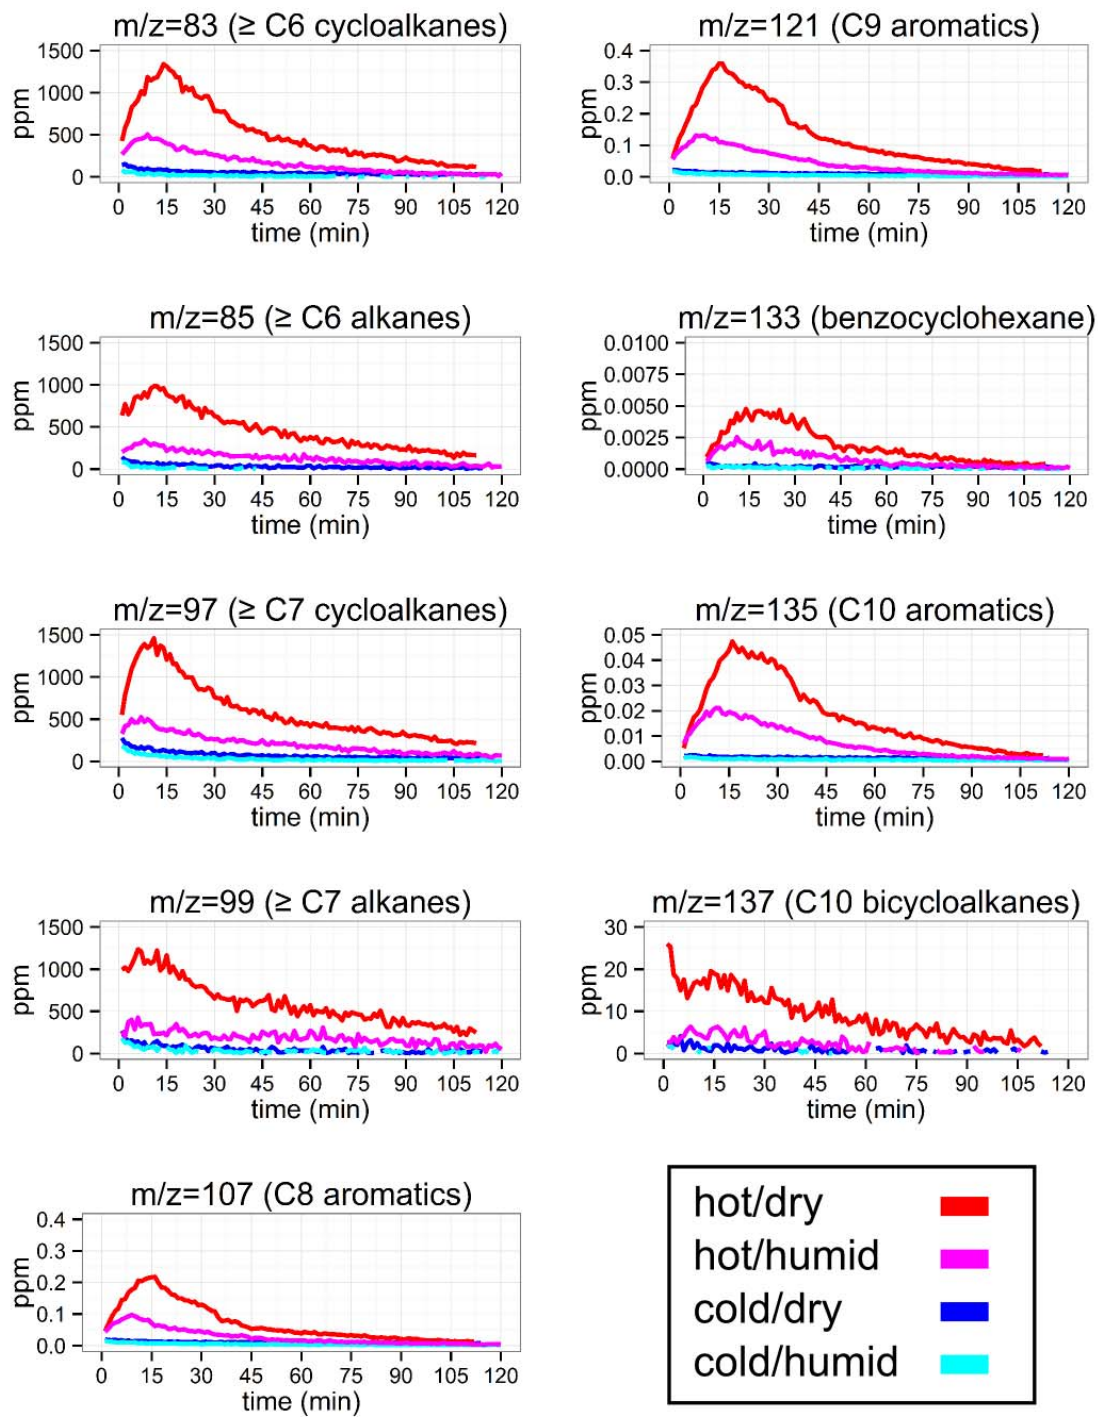 m/z=83 (≥ C6 cycloalkanes)
1500
1000
500
0
ppm
0 15 30 45 60 75 90 105 120
time (min)
m/z=121 (C9 aromatics)
0.4
0.3
0.2
0.1
0.0
ppm
0 15 30 45 60 75 90 105 120
time (min)
m/z=85 (≥ C6 alkanes)
1500
1000
500
0
ppm
0 15 30 45 60 75 90 105 120
time (min)
m/z=133 (benzocyclohexane)
0.0100
0.0075
0.0050
0.0025
0.0000
ppm
0 15 30 45 60 75 90 105 120
time (min)
m/z=97 (≥ C7 cycloalkanes)
1500
1000
500
0
ppm
0 15 30 45 60 75 90 105 120
time (min)
m/z=135 (C10 aromatics)
0.05
0.04
0.03
0.02
0.01
0.00
ppm
0 15 30 45 60 75 90 105 120
time (min)
m/z=99 (≥ C7 alkanes)
1500
1000
500
0
ppm
0 15 30 45 60 75 90 105 120
time (min)
m/z=137 (C10 bicycloalkanes)
30
20
10
0
ppm
0 15 30 45 60 75 90 105 120
time (min)
m/z=107 (C8 aromatics)
0.4
0.3
0.2
0.1
0.0
ppm
0 15 30 45 60 75 90 105 120
time (min)
hot/dry
hot/humid
cold/dry
cold/humid